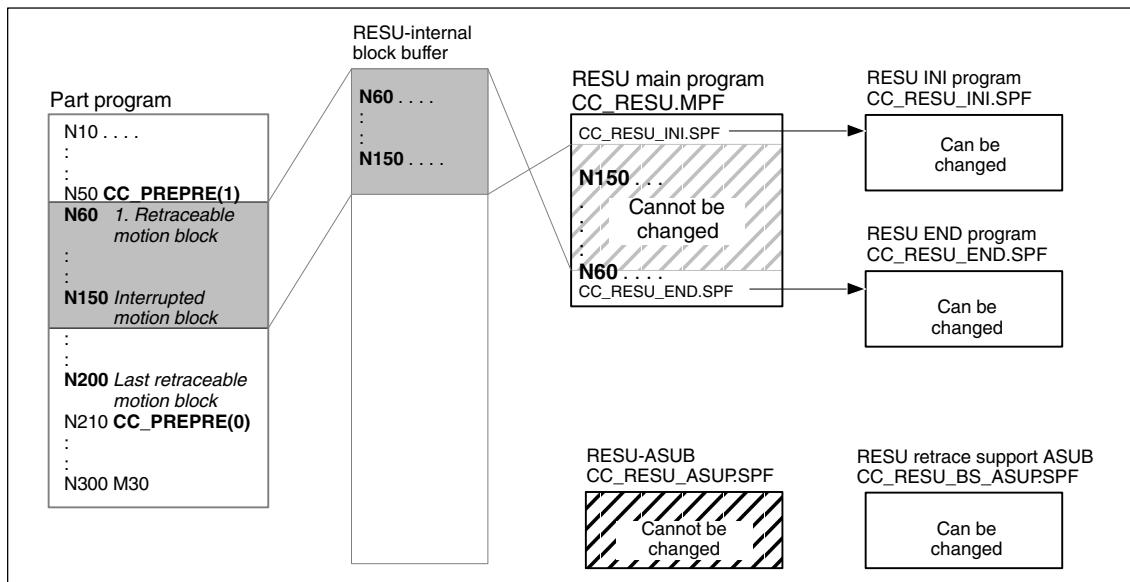 Part program
N10 . . . .
:
:
N50 CC_PREPRE(1)
N60 1. Retraceable
motion block
:
:
N150 Interrupted
motion block
:
:
N200 Last retraceable
motion block
N210 CC_PREPRE(0)
:
:
N300 M30
RESU-internal
block buffer
N60 . . . .
:
:
N150 . . . .
RESU main program
CC_RESU.MPF
CC_RESU_INI.SPF
N150 . . .
.
Cannot be
:
changed
:
N60 . . . .
CC_RESU_END.SPF
RESU INI program
CC_RESU_INI.SPF
Can be
changed
RESU END program
CC_RESU_END.SPF
Can be
changed
RESU-ASUB
CC_RESU_ASUP.SPF
Cannot be
changed
RESU retrace support ASUB
CC_RESU_BS_ASUP.SPF
Can be
changed